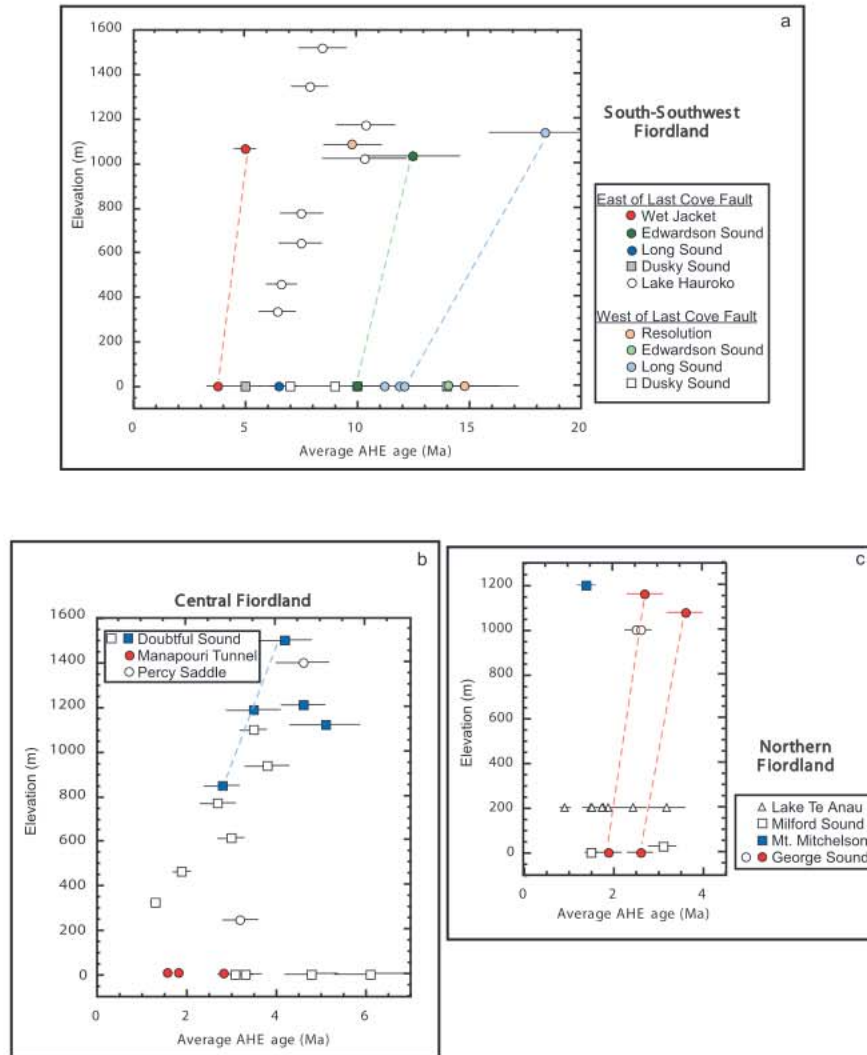 a
1600
1500
1400
1200
1000
800
600
400
200
0
Elevation (m)
0
5
10
15
20
Average AHE age (Ma)
South-Southwest
Fiordland
East of Last Cove Fault
Wet Jacket
Edwardson Sound
Long Sound
Dusky Sound
Lake Hauroko
West of Last Cove Fault
Resolution
Edwardson Sound
Long Sound
Dusky Sound
b
Central Fiordland
1600
1400
1200
1000
800
600
400
200
0
Elevation (m)
Doubtful Sound
Manapouri Tunnel
Percy Saddle
0
2
4
6
Average AHE age (Ma)
c
1200
1000
800
600
400
200
0
Elevation (m)
0
2
4
Average AHE age (Ma)
Northern
Fiordland
Lake Te Anau
Milford Sound
Mt. Mitchelson
George Sound